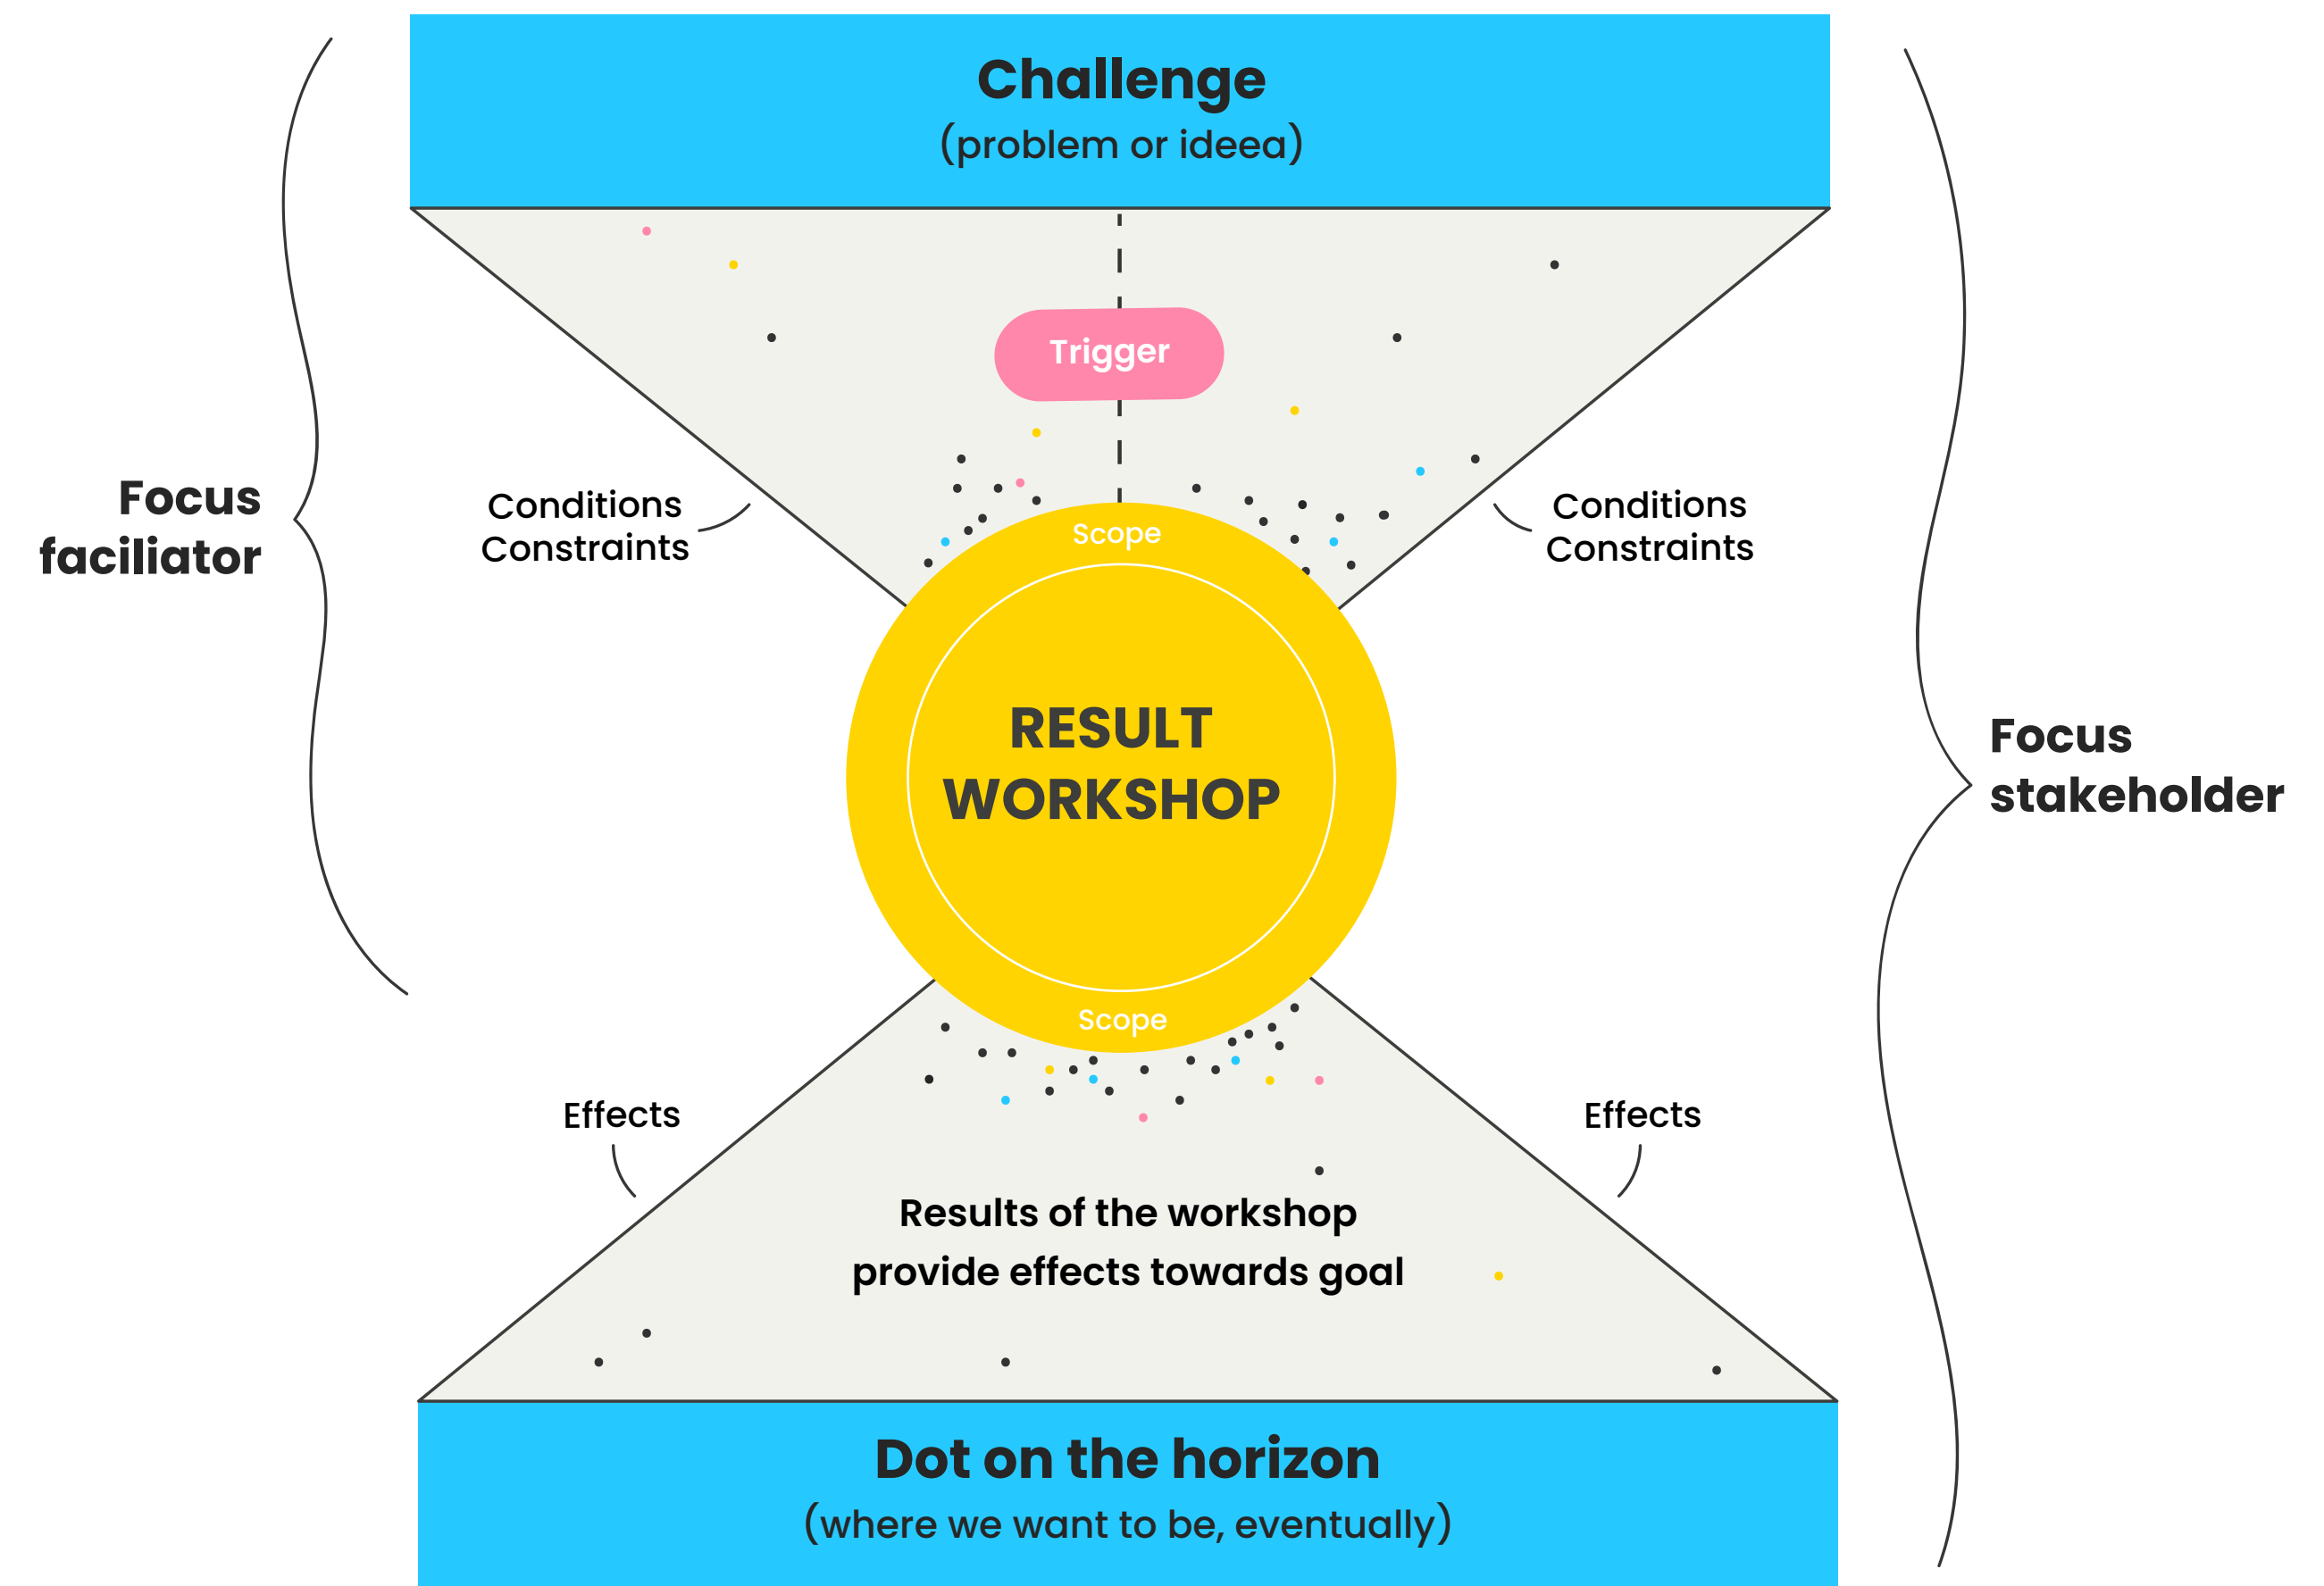 Challenge
(problem or ideea)
Trigger
Focus
faciliator
Conditions
Constraints
Conditions
Constraints
Scope
RESULT
WORKSHOP
Focus
stakeholder
Scope
Effects
Effects
Results of the workshop
provide effects towards goal
Dot on the horizon
(where we want to be, eventually)